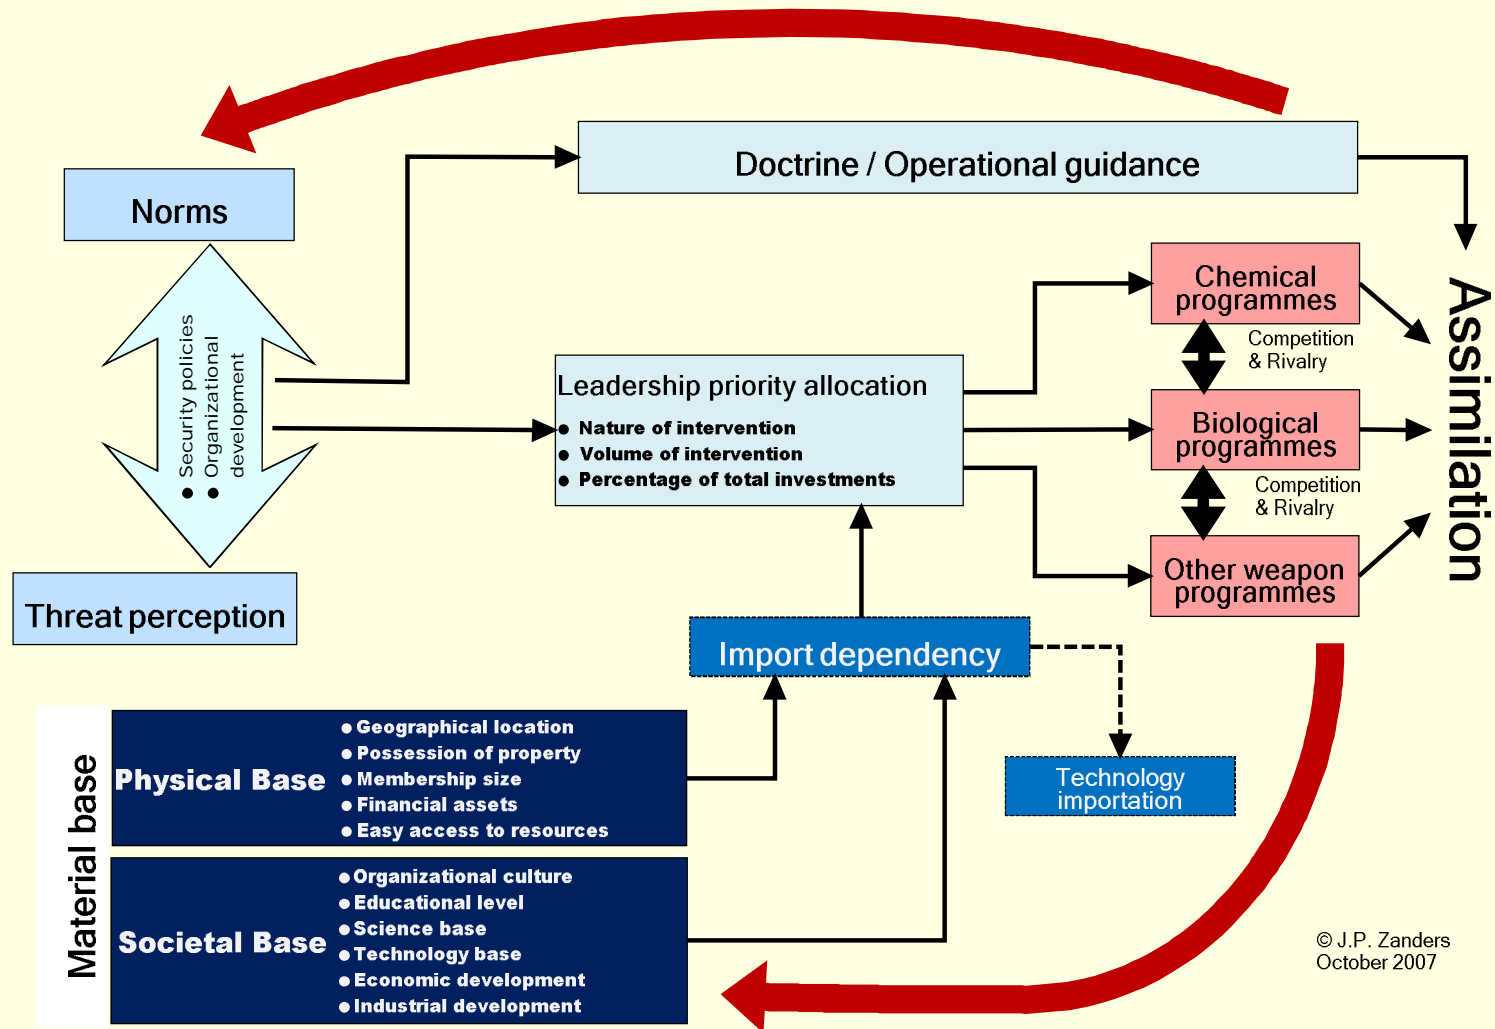 Doctrine / Operational guidance
Norms
● Security policies
● Organizational
development
Threat perception
Leadership priority allocation
● Nature of intervention
● Volume of intervention
● Percentage of total investments
Chemical
programmes
Competition
& Rivalry
Biological
programmes
Competition
& Rivalry
Other weapon
programmes
Assimilation
Import dependency
Technology
importation
Material base
Physical Base
● Geographical location
● Possession of property
● Membership size
● Financial assets
● Easy access to resources
Societal Base
● Organizational culture
● Educational level
● Science base
● Technology base
● Economic development
● Industrial development
© J.P. Zanders
October 2007